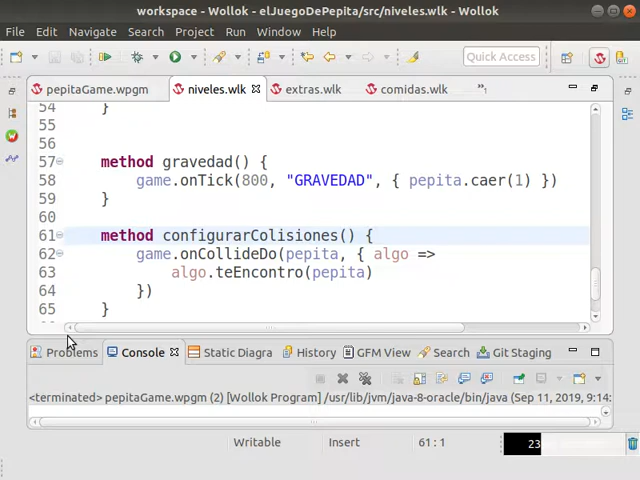 workspace - Wollok - elJuegoDePepita/src/niveles.wlk - Wollok
File Edit Navigate Search Project Run Window Help
Quick Access
pepitaGame.wpgm niveles.wlk extras.wlk comidas.wlk »₁
54 }
55
56
57 method gravedad() {
58 game.onTick(800, "GRAVEDAD", { pepita.caer(1) })
59 }
60
61 method configurarColisiones() {
62 game.onCollideDo(pepita, { algo =>
63 algo.teEncontro(pepita)
64 })
65 }
Problems Console Static Diagra History GFM View Search Git Staging
<terminated> pepitaGame.wpgm (2) [Wollok Program] /usr/lib/jvm/java-8-oracle/bin/java (Sep 11, 2019, 9:14:
Writable Insert 61 : 1 23